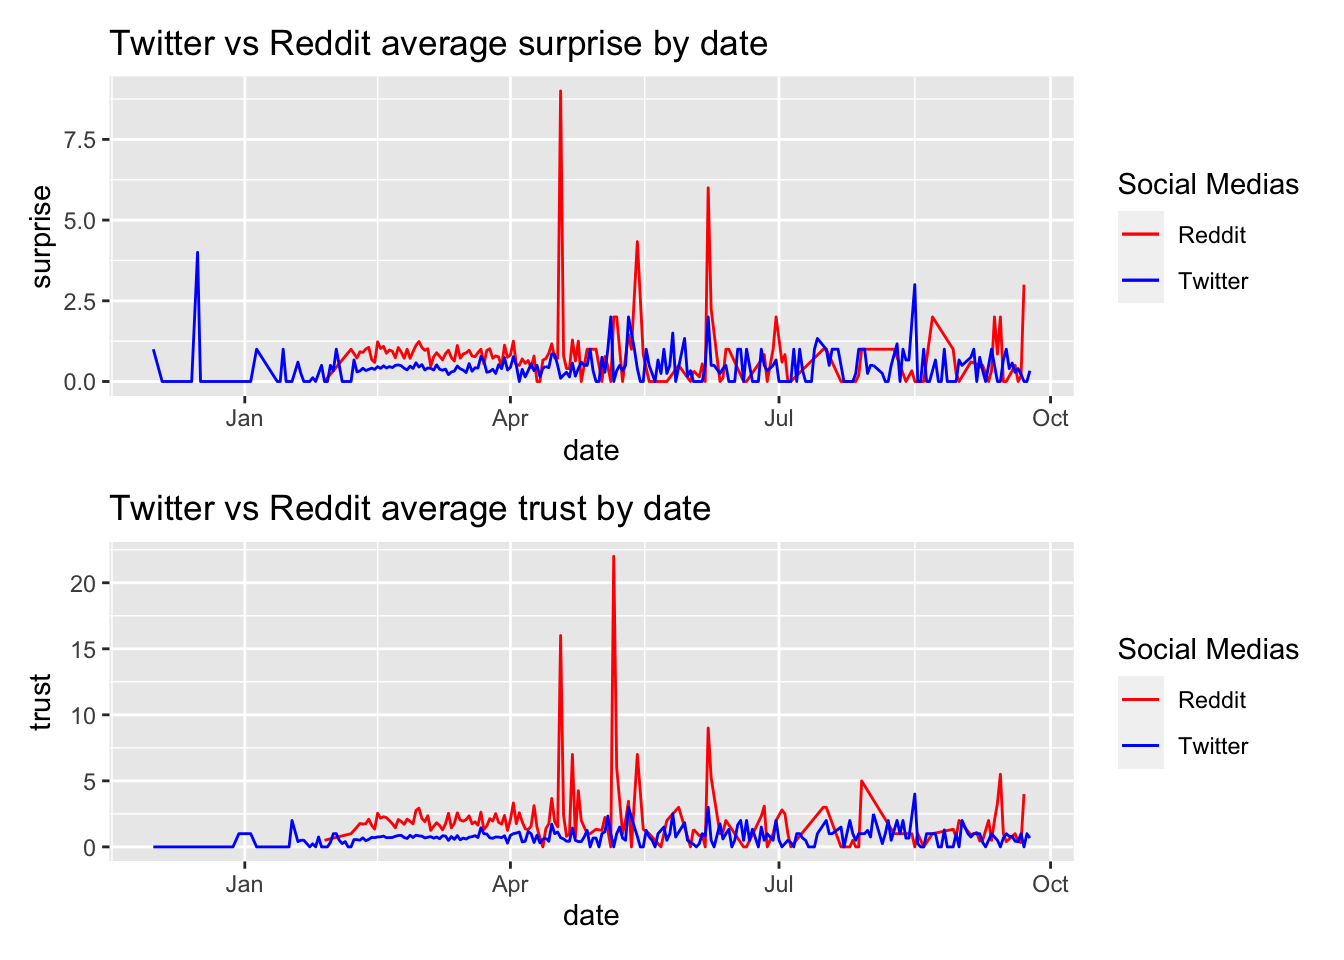 Twitter vs Reddit average surprise by date
7.5
5.0
2.5
0.0
surprise
Jan
Apr
Jul
Oct
date
Social Medias
Reddit
Twitter
Twitter vs Reddit average trust by date
20
15
10
5
0
trust
Jan
Apr
Jul
Oct
date
Social Medias
Reddit
Twitter